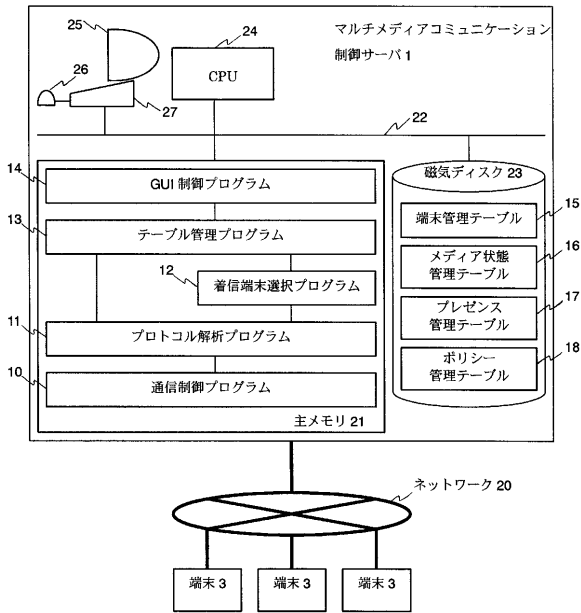 25
24
マルチメディアコミュニケーション
制御サーバ 1
26
CPU
27
22
14
GUI 制御プログラム
磁気ディスク 23
13
テーブル管理プログラム
端末管理テーブル
15
12
着信端末選択プログラム
メディア状態
管理テーブル
16
11
プロトコル解析プログラム
プレゼンス
管理テーブル
17
10
通信制御プログラム
ポリシー
管理テーブル
18
主メモリ 21
ネットワーク 20
端末 3
端末 3
端末 3